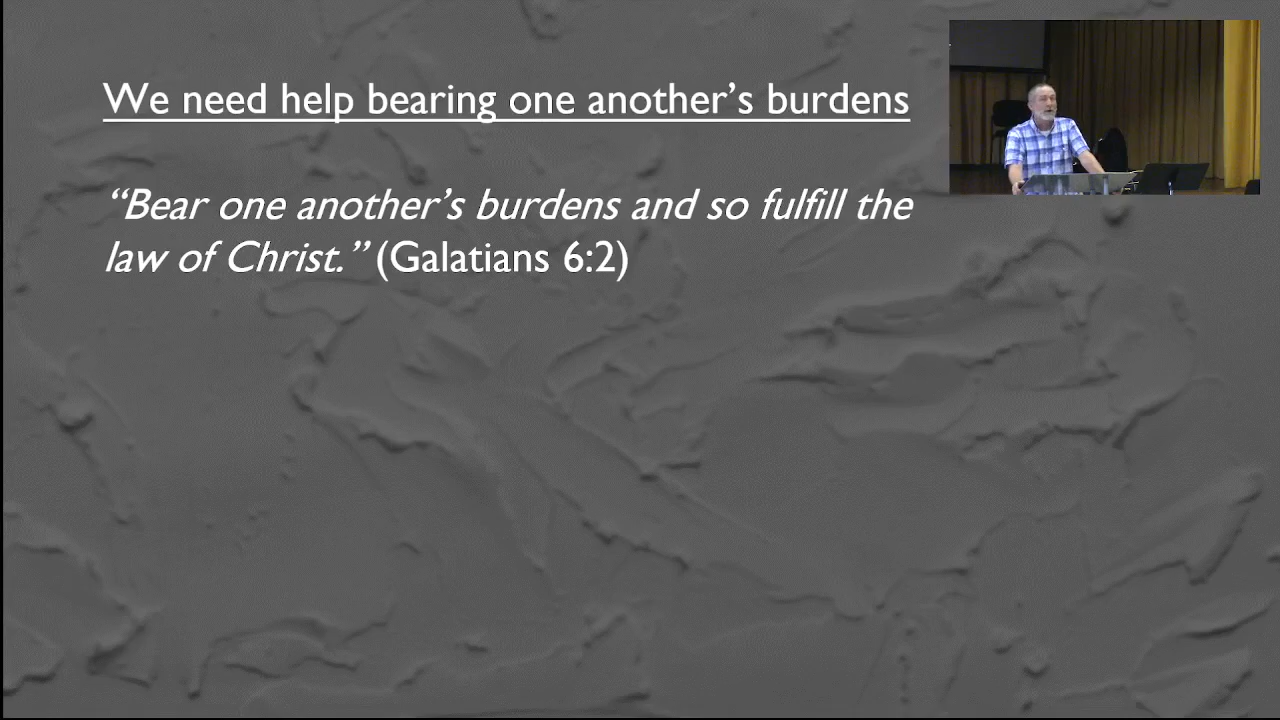 We need help bearing one another’s burdens
“Bear one another’s burdens and so fulfill the
law of Christ.” (Galatians 6:2)